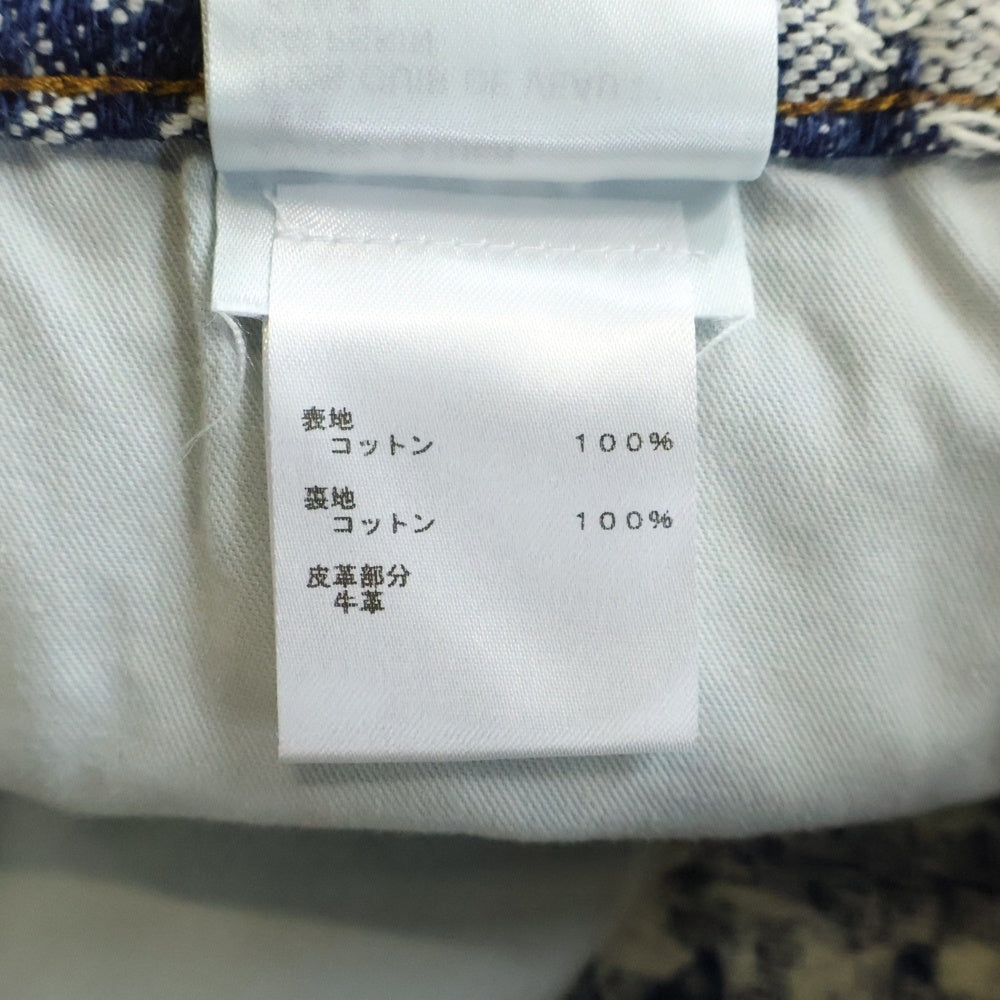 表地
コットン 100%
裏地
コットン 100%
皮革部分
牛革